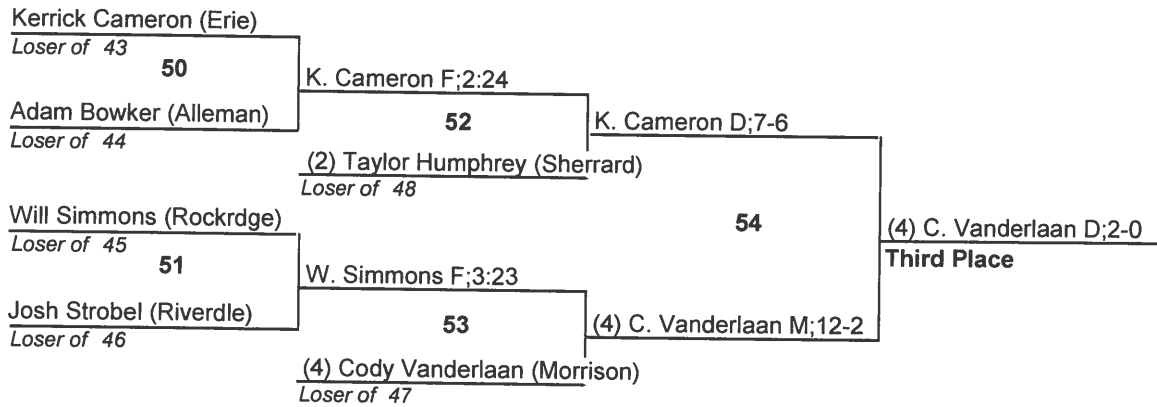 Kerrick Cameron (Erie)
Loser of 43
50
K. Cameron F;2:24
Adam Bowker (Alleman)
Loser of 44
52
K. Cameron D;7-6
(2) Taylor Humphrey (Sherrard)
Loser of 48
Will Simmons (Rockrdge)
Loser of 45
54
(4) C. Vanderlaan D;2-0
Third Place
51
W. Simmons F;3:23
Josh Strobel (Riverdle)
Loser of 46
53
(4) C. Vanderlaan M;12-2
(4) Cody Vanderlaan (Morrison)
Loser of 47